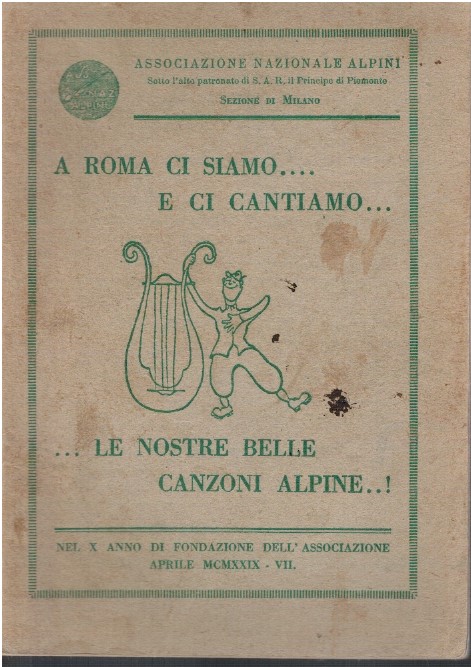 ASSOCIAZIONE NAZIONALE ALPINI
Sotto l'alto patronato di S. A. R. il Principe di Piemonte
SEZIONE DI MILANO
A ROMA CI SIAMO....
E CI CANTIAMO...
... LE NOSTRE BELLE
CANZONI ALPINE..!
NEL X ANNO DI FONDAZIONE DELL'ASSOCIAZIONE
APRILE MCMXXIX - VII.